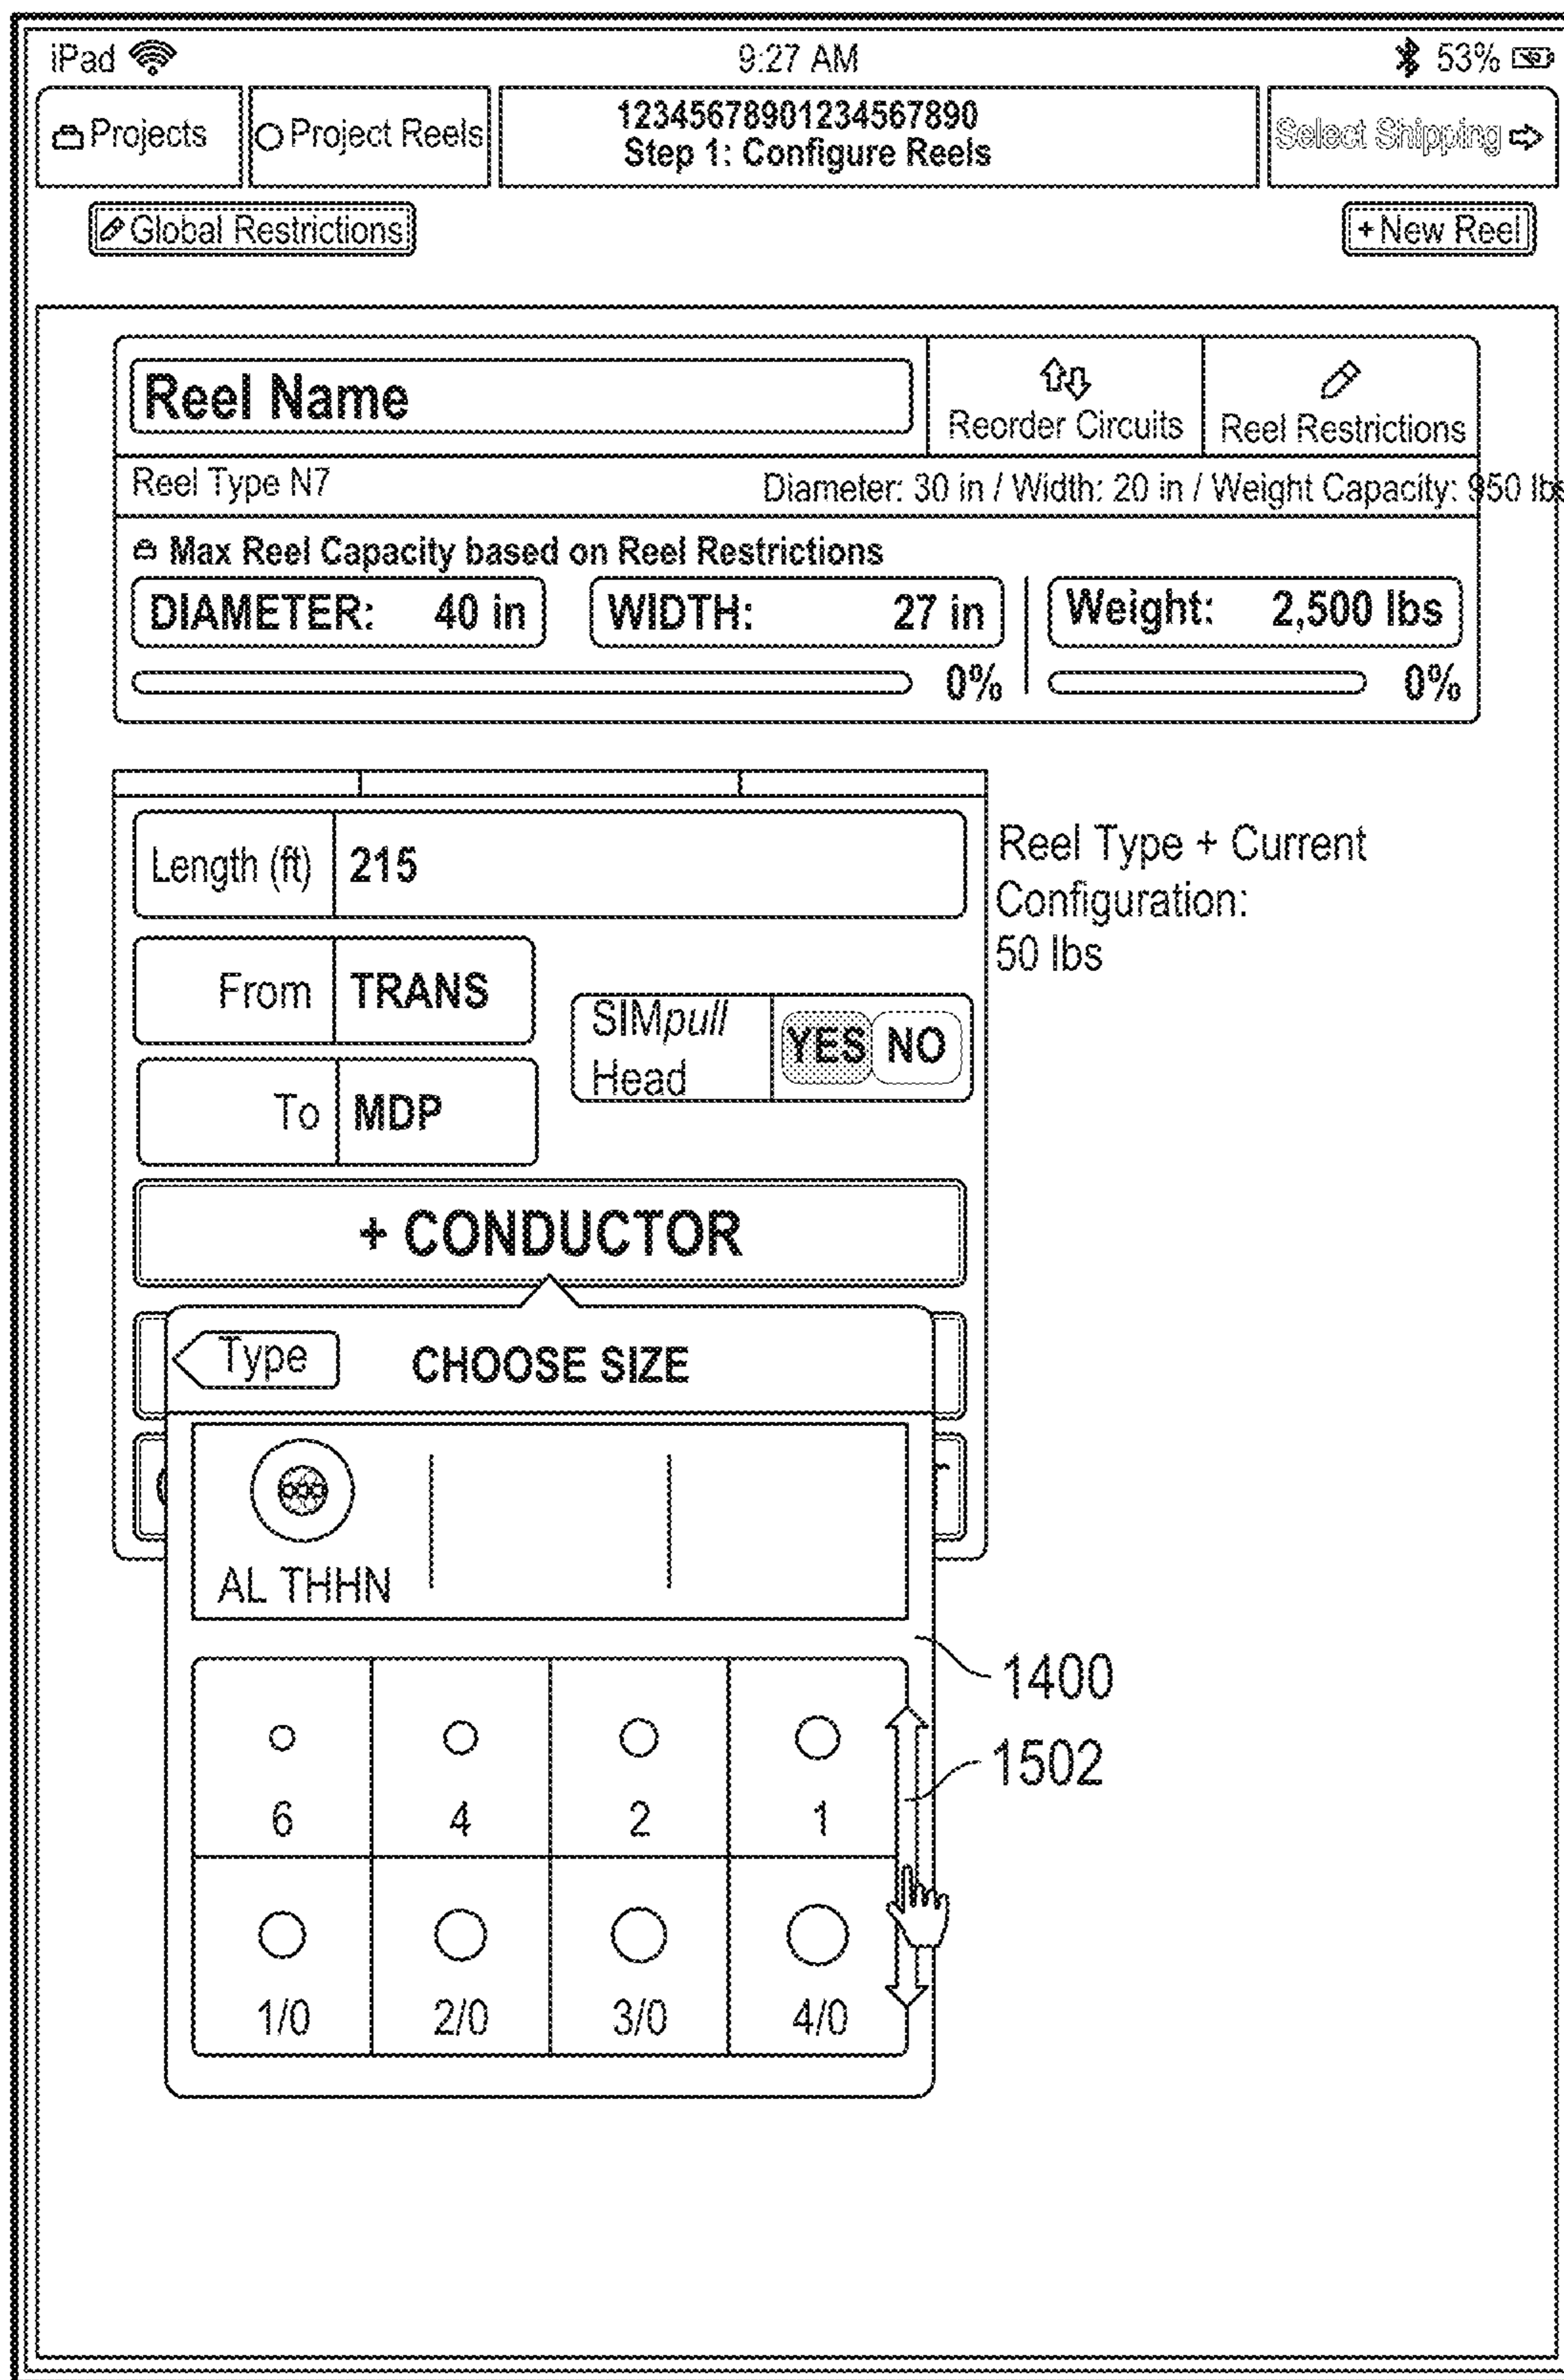 iPad 9:27 AM 53%
Projects Project Reels 12345678901234567890 Select Shipping
Step 1: Configure Reels
Global Restrictions + New Reel
Reel Name
Reorder Circuits Reel Restrictions
Reel Type N7 Diameter: 30 in / Width: 20 in / Weight Capacity: 950 lbs
Max Reel Capacity based on Reel Restrictions
DIAMETER: 40 in WIDTH: 27 in Weight: 2,500 lbs
0% 0%
Length (ft) 215
Reel Type + Current
Configuration:
50 lbs
From TRANS
SIMpull
Head
YES NO
To MDP
+ CONDUCTOR
Type CHOOSE SIZE
AL THHN
1400
1502
6 4 2 1
1/0 2/0 3/0 4/0